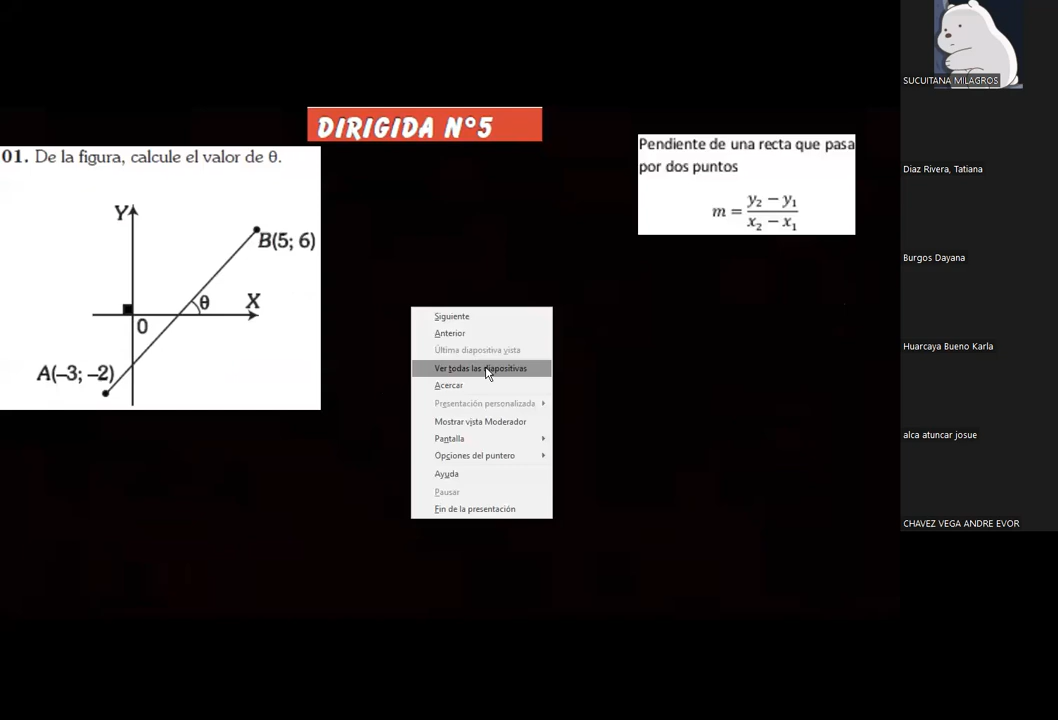 DIRIGIDA N°5
01. De la figura, calcule el valor de θ.
Y
B(5; 6)
θ
X
0
A(–3; –2)
Pendiente de una recta que pasa
por dos puntos
m = y₂ − y₁ / x₂ − x₁
Siguiente
Anterior
Última diapositiva vista
Ver todas las diapositivas
Acercar
Presentación personalizada
Mostrar vista Moderador
Pantalla
Opciones del puntero
Ayuda
Pausar
Fin de la presentación
SUCUITANA MILAGROS
Diaz Rivera, Tatiana
Burgos Dayana
Huarcaya Bueno Karla
alca atuncar josue
CHAVEZ VEGA ANDRE EVOR